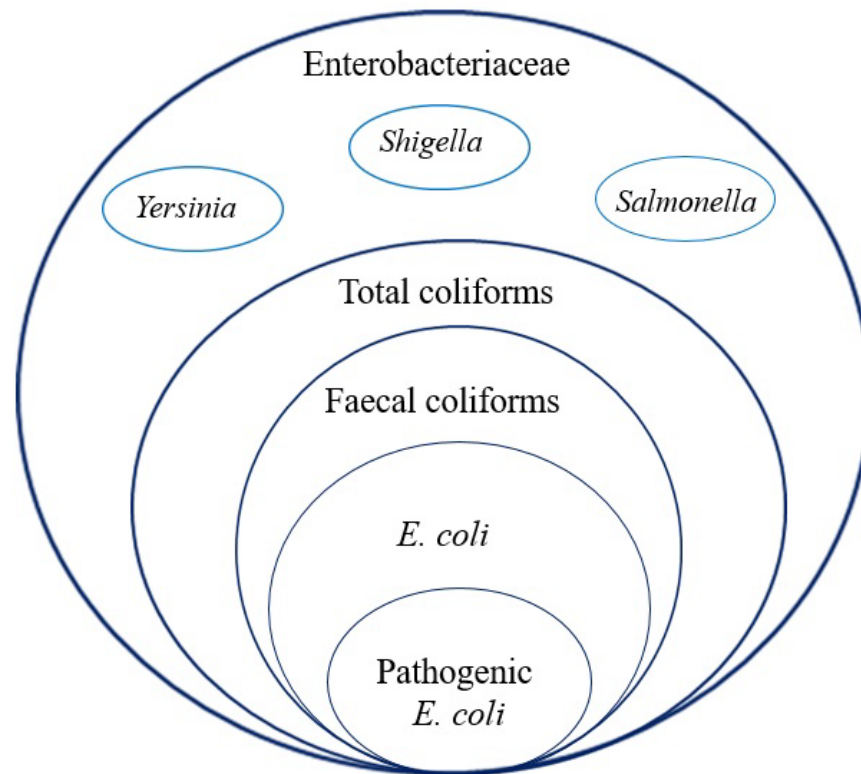 Enterobacteriaceae
Shigella
Yersinia
Salmonella
Total coliforms
Faecal coliforms
E. coli
Pathogenic
E. coli